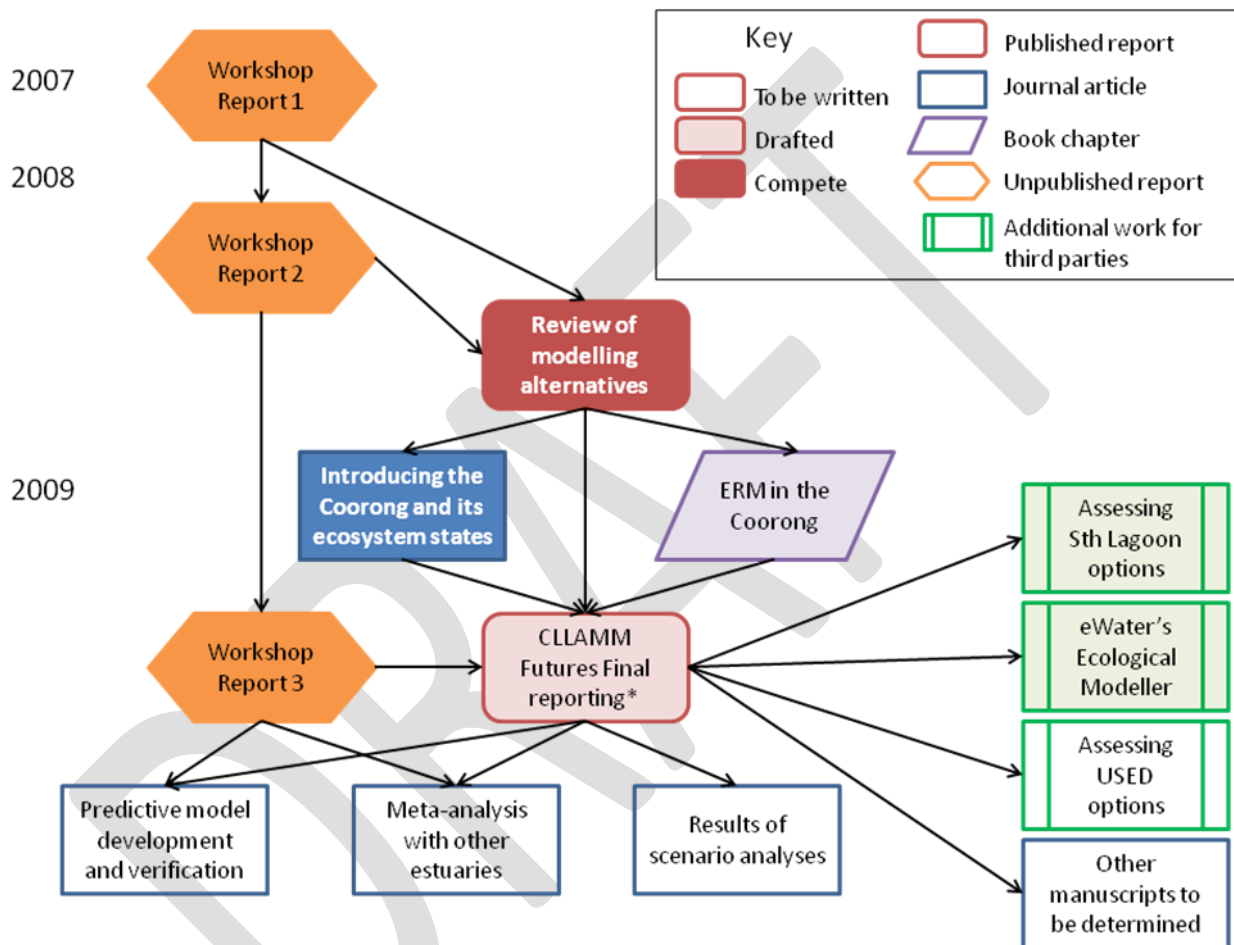 Key
To be written
Drafted
Compete
Published report
Journal article
Book chapter
Unpublished report
Additional work for
third parties
2007
Workshop
Report 1
2008
Workshop
Report 2
Review of
modelling
alternatives
2009
Introducing the
Coorong and its
ecosystem states
ERM in the
Coorong
Assessing
Sth Lagoon
options
Workshop
Report 3
CLLAMM
Futures Final
reporting*
eWater's
Ecological
Modeller
Assessing
USED
options
Predictive model
development
and verification
Meta-analysis
with other
estuaries
Results of
scenario analyses
Other
manuscripts to
be determined
DRAFT